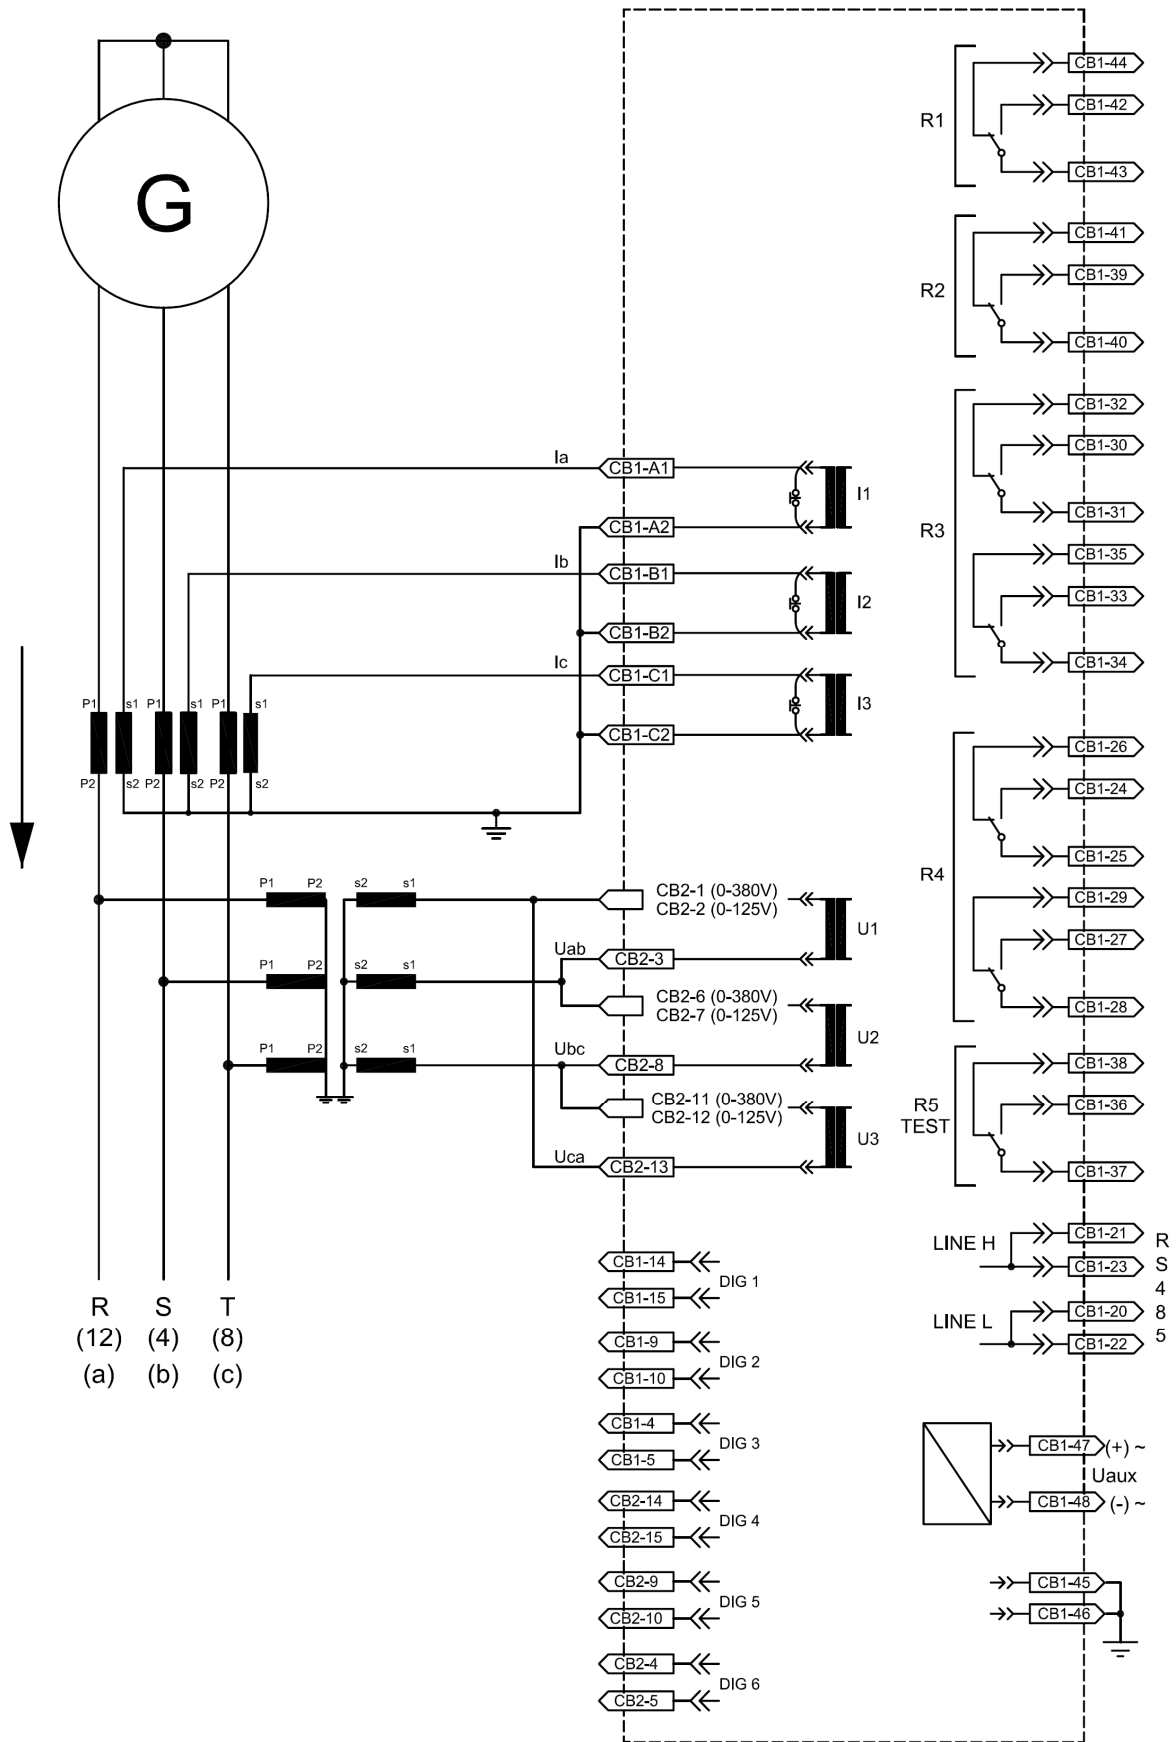 G
Ia
Ib
Ic
P1 s1 P1 s1 P1 s1
P2 s2 P2 s2 P2 s2
P1 P2 s2 s1
P1 P2 s2 s1
P1 P2 s2 s1
Uab
Ubc
Uca
R S T
(12) (4) (8)
(a) (b) (c)
CB1-A1
CB1-A2
I1
CB1-B1
CB1-B2
I2
CB1-C1
CB1-C2
I3
CB2-1 (0-380V)
CB2-2 (0-125V)
CB2-3
U1
CB2-6 (0-380V)
CB2-7 (0-125V)
CB2-8
U2
CB2-11 (0-380V)
CB2-12 (0-125V)
CB2-13
U3
CB1-14
CB1-15
DIG 1
CB1-9
CB1-10
DIG 2
CB1-4
CB1-5
DIG 3
CB2-14
CB2-15
DIG 4
CB2-9
CB2-10
DIG 5
CB2-4
CB2-5
DIG 6
R1
CB1-44
CB1-42
CB1-43
R2
CB1-41
CB1-39
CB1-40
R3
CB1-32
CB1-30
CB1-31
CB1-35
CB1-33
CB1-34
R4
CB1-26
CB1-24
CB1-25
CB1-29
CB1-27
CB1-28
R5
TEST
CB1-38
CB1-36
CB1-37
LINE H
CB1-21
CB1-23
LINE L
CB1-20
CB1-22
RS485
CB1-47 (+) ~
Uaux
CB1-48 (-) ~
CB1-45
CB1-46